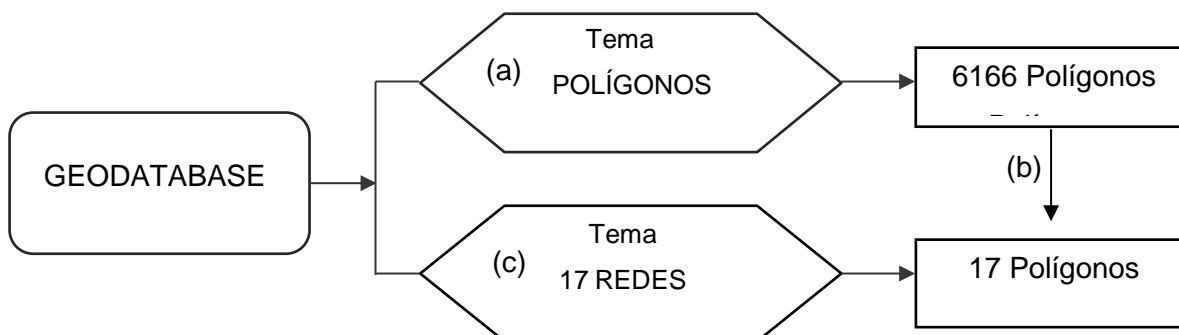 Tema
(a)
POLÍGONOS
6166 Polígonos
GEODATABASE
(b)
Tema
(c)
17 REDES
17 Polígonos